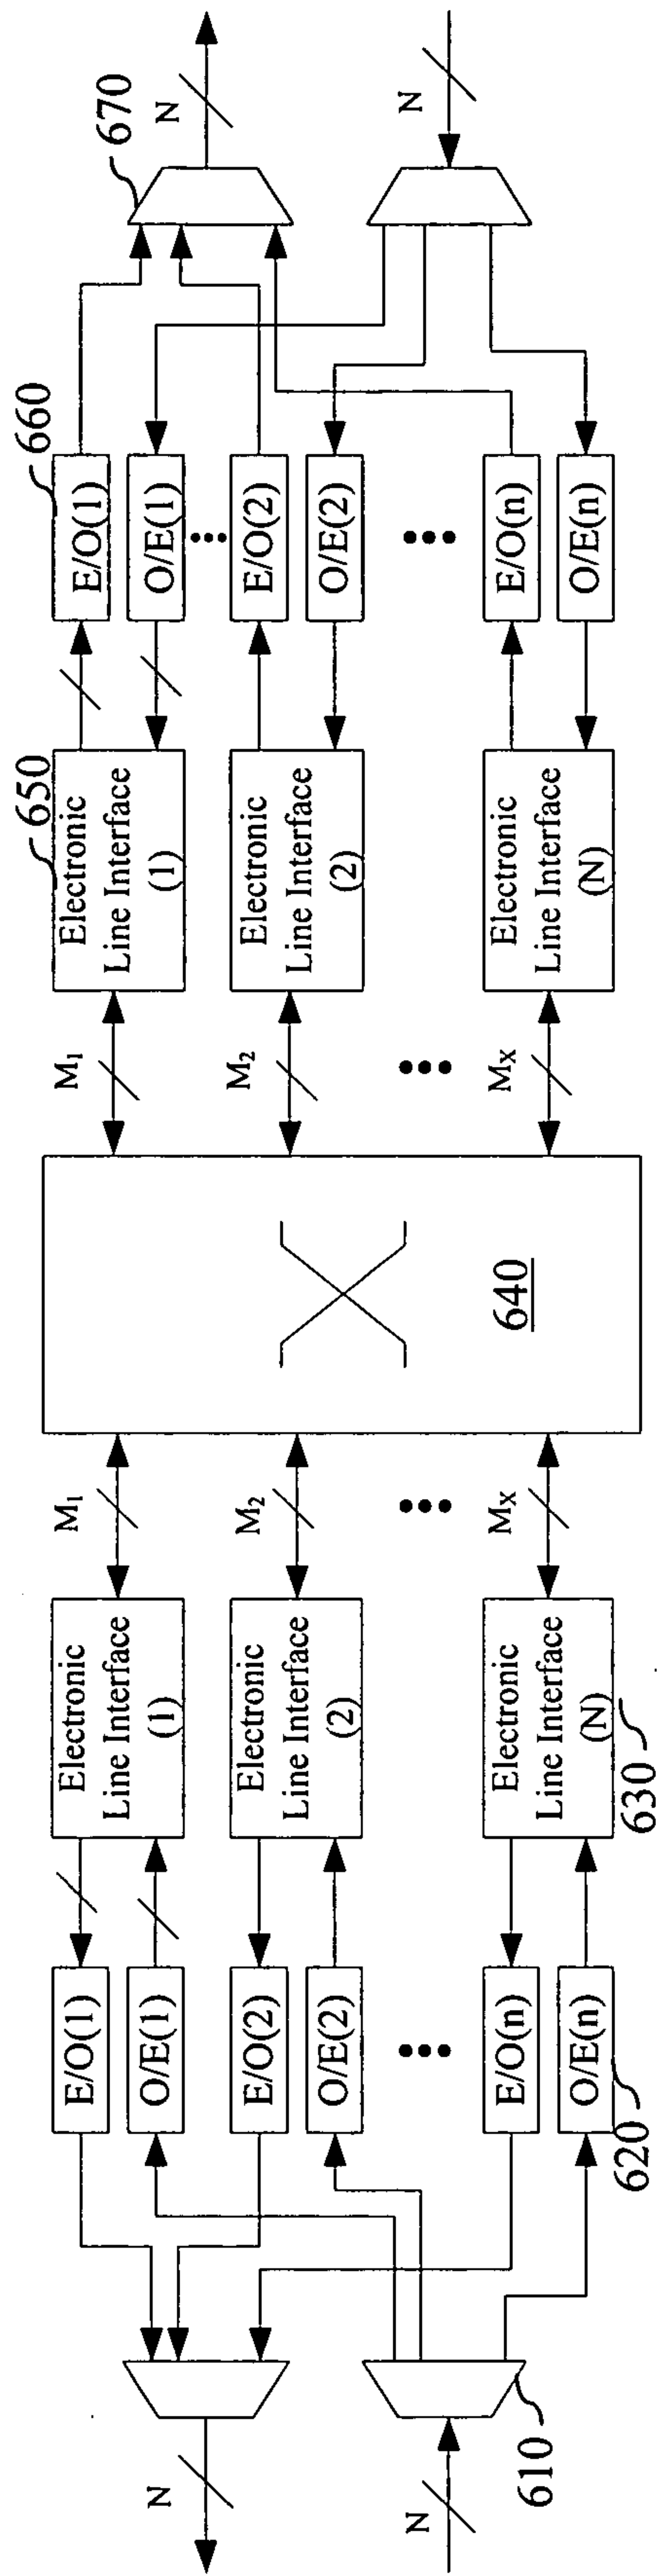 N
N
670
660
E/O(1)
O/E(1)
E/O(2)
O/E(2)
E/O(n)
O/E(n)
650
Electronic
Line Interface
(1)
Electronic
Line Interface
(2)
Electronic
Line Interface
(N)
M1
M2
MX
640
M1
M2
MX
Electronic
Line Interface
(1)
Electronic
Line Interface
(2)
Electronic
Line Interface
(N)
630
E/O(1)
O/E(1)
E/O(2)
O/E(2)
E/O(n)
O/E(n)
620
610
N
N